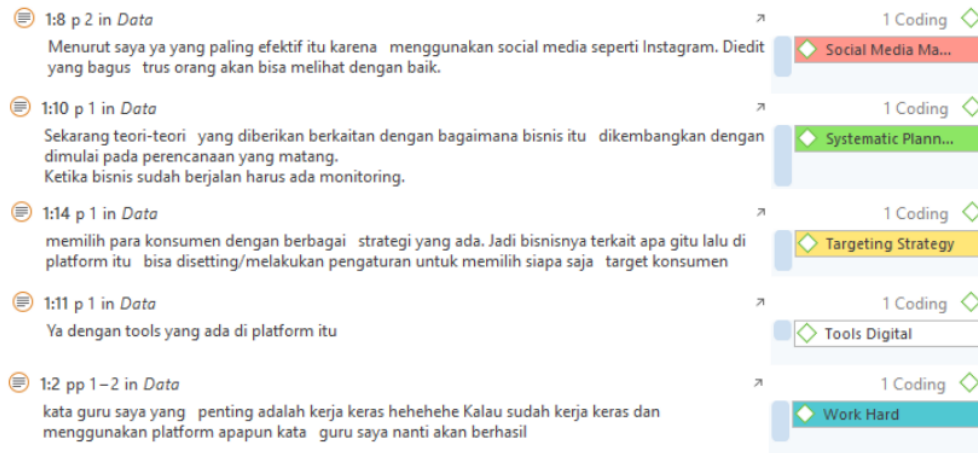 1:8 p 2 in Data
1 Coding
Menurut saya ya yang paling efektif itu karena menggunakan social media seperti Instagram. Diedit
yang bagus trus orang akan bisa melihat dengan baik.
Social Media Ma...
1:10 p 1 in Data
1 Coding
Sekarang teori-teori yang diberikan berkaitan dengan bagaimana bisnis itu dikembangkan dengan
dimulai pada perencanaan yang matang.
Ketika bisnis sudah berjalan harus ada monitoring.
Systematic Plann...
1:14 p 1 in Data
1 Coding
memilih para konsumen dengan berbagai strategi yang ada. Jadi bisnisnya terkait apa gitu lalu di
platform itu bisa disetting/melakukan pengaturan untuk memilih siapa saja target konsumen
Targeting Strategy
1:11 p 1 in Data
1 Coding
Ya dengan tools yang ada di platform itu
Tools Digital
1:2 pp 1–2 in Data
1 Coding
kata guru saya yang penting adalah kerja keras hehehehe Kalau sudah kerja keras dan
menggunakan platform apapun kata guru saya nanti akan berhasil
Work Hard